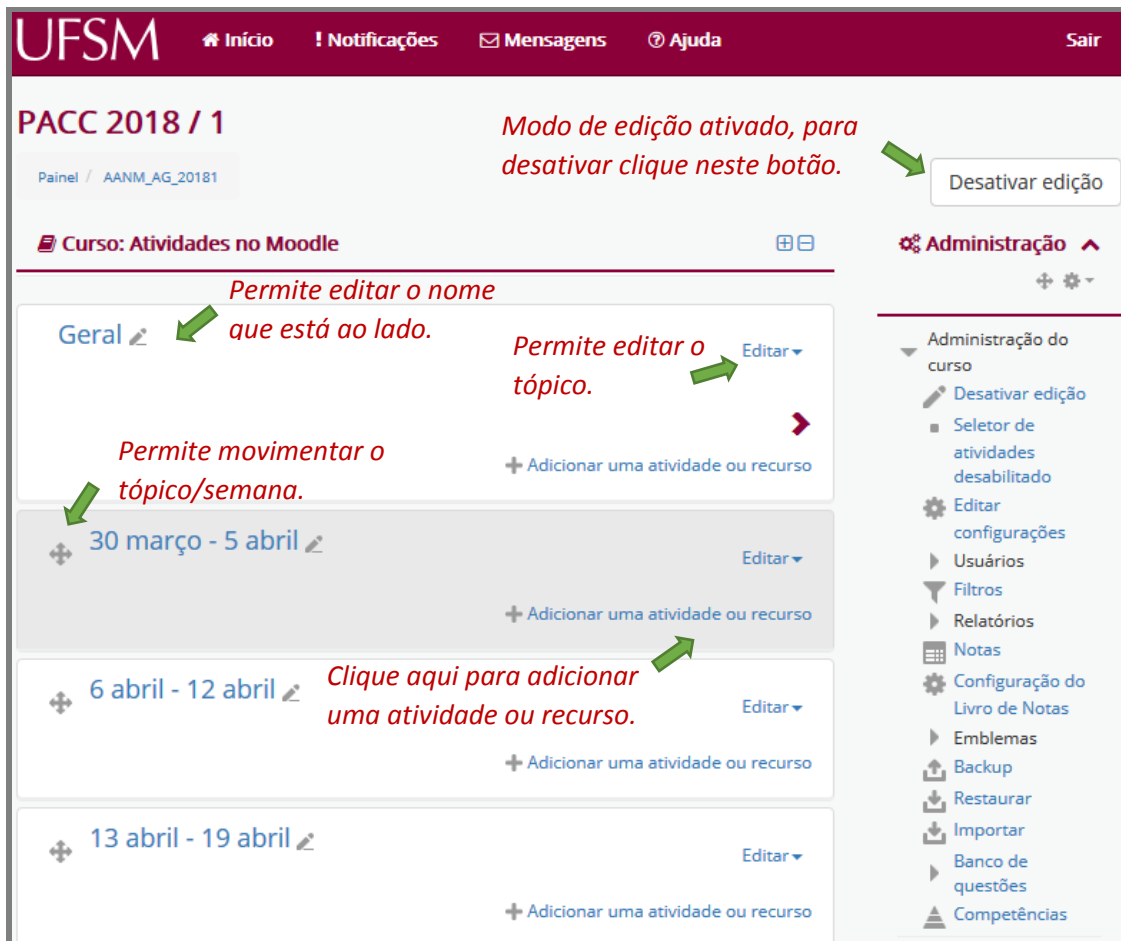 UFSM Início ! Notificações Mensagens Ajuda Sair
PACC 2018 / 1
Modo de edição ativado, para
desativar clique neste botão.
Painel / AANM_AG_20181
Desativar edição
Curso: Atividades no Moodle
Administração
Permite editar o nome
que está ao lado.
Geral
Permite editar o
tópico.
Editar
Adicionar uma atividade ou recurso
Permite movimentar o
tópico/semana.
30 março - 5 abril
Editar
Adicionar uma atividade ou recurso
Clique aqui para adicionar
uma atividade ou recurso.
6 abril - 12 abril
Editar
Adicionar uma atividade ou recurso
13 abril - 19 abril
Editar
Adicionar uma atividade ou recurso
Administração do
curso
Desativar edição
Seletor de
atividades
desabilitado
Editar
configurações
Usuários
Filtros
Relatórios
Notas
Configuração do
Livro de Notas
Emblemas
Backup
Restaurar
Importar
Banco de
questões
Competências